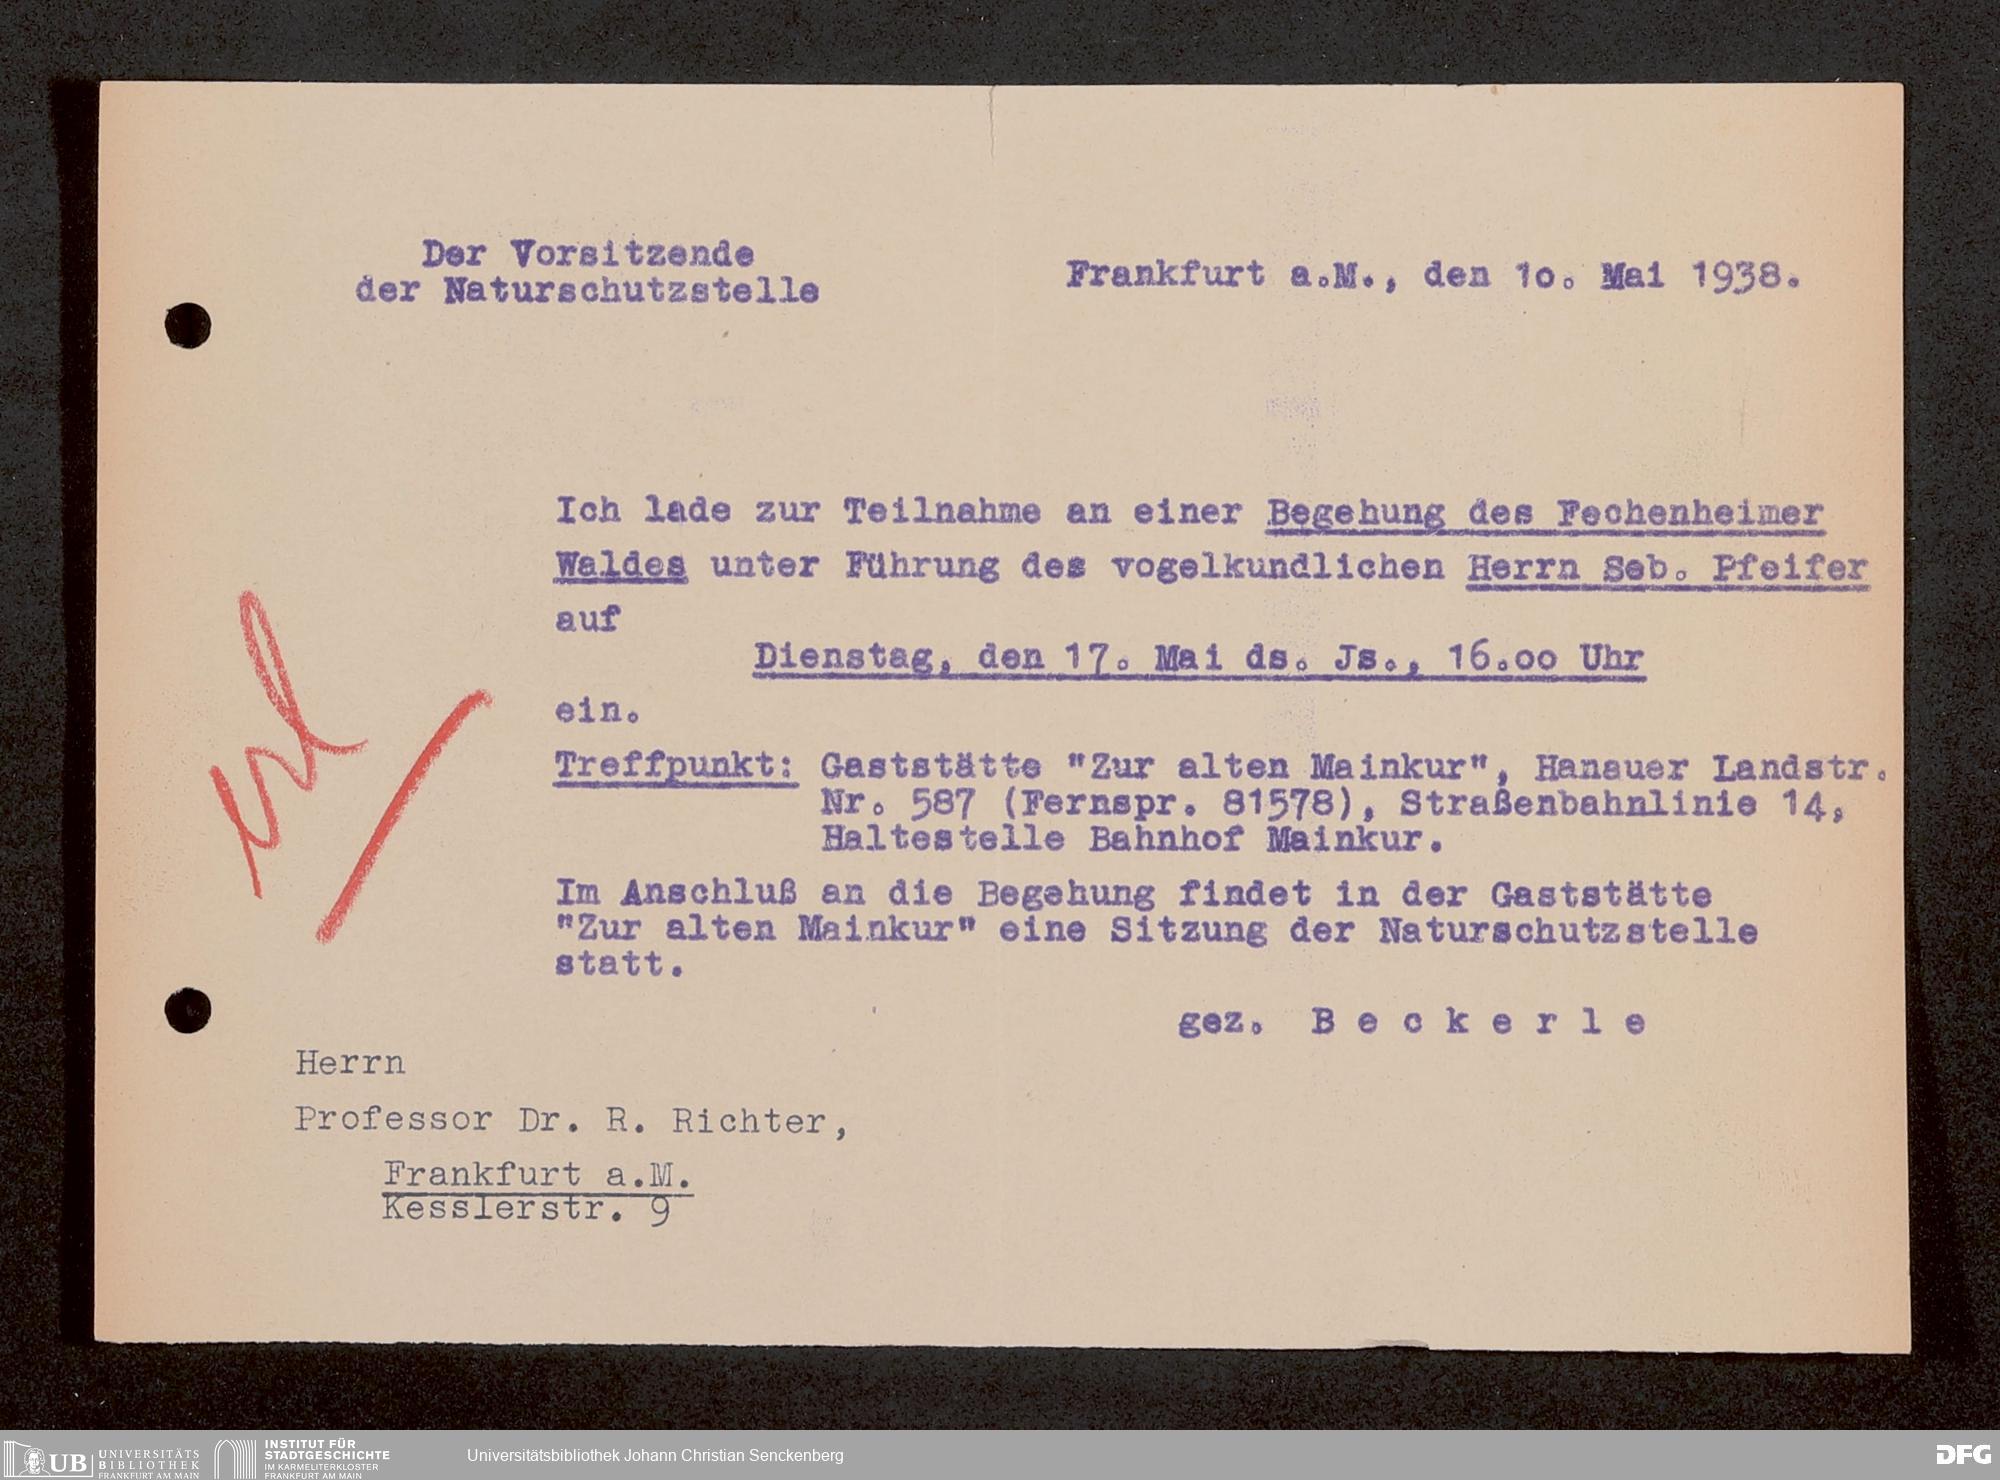 Der Vorsitzende
der Naturschutzstelle
Frankfurt a.M., den 1o. Mai 1938.
Ich lade zur Teilnahme an einer Begehung des Fechenheimer
Waldes unter Führung des vogelkundlichen Herrn Seb. Pfeifer
auf
Dienstag, den 17. Mai ds. Js., 16.oo Uhr
ein.
Treffpunkt: Gaststätte "Zur alten Mainkur", Hanauer Landstr.
Nr. 587 (Fernspr. 81578), Straßenbahnlinie 14,
Haltestelle Bahnhof Mainkur.
Im Anschluß an die Begehung findet in der Gaststätte
"Zur alten Mainkur" eine Sitzung der Naturschutzstelle
statt.
gez. B e c k e r l e
erl
Herrn
Professor Dr. R. Richter,
Frankfurt a.M.
Kesslerstr. 9
UB UNIVERSITÄTS
BIBLIOTHEK
FRANKFURT AM MAIN
INSTITUT FÜR
STADTGESCHICHTE
IM KARMELITERKLOSTER
FRANKFURT AM MAIN
Universitätsbibliothek Johann Christian Senckenberg
DFG